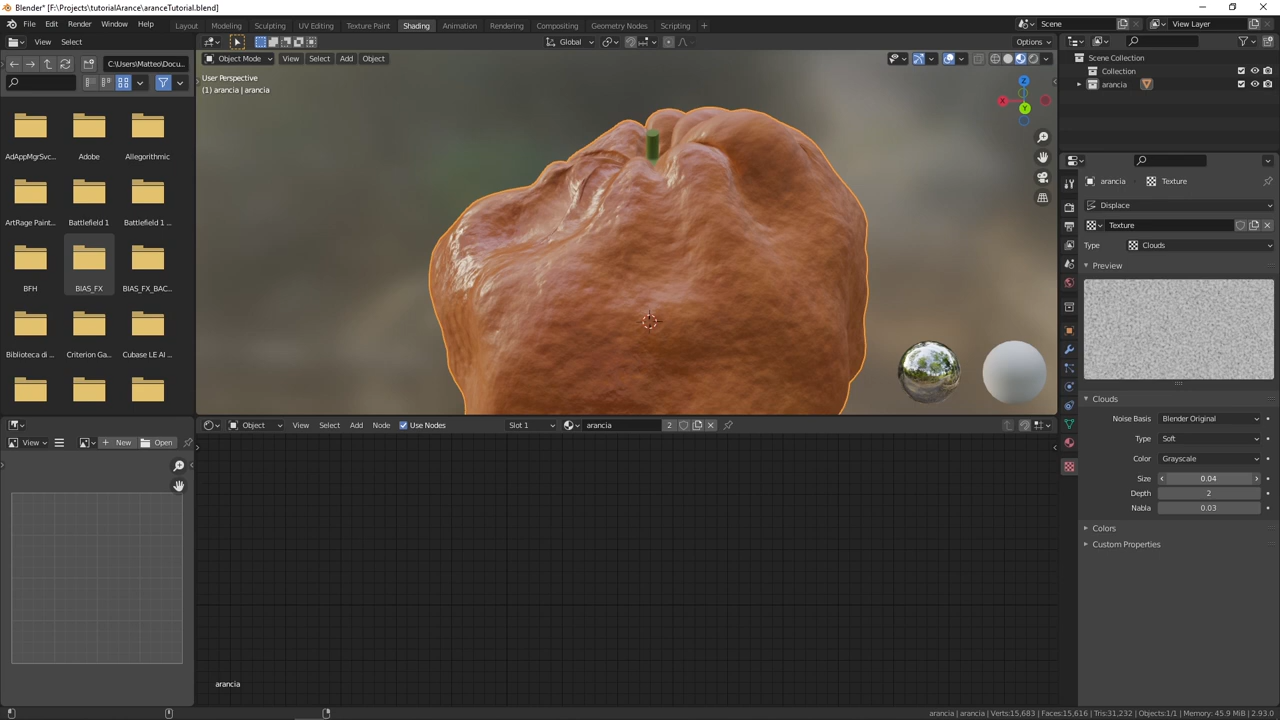 Blender* [F:\Projects\tutorialArance\aranceTutorial.blend]
File Edit Render Window Help Layout Modeling Sculpting UV Editing Texture Paint Shading Animation Rendering Compositing Geometry Nodes Scripting + Scene View Layer
View Select Global Options
C:\Users\Matteo\Docu... Object Mode View Select Add Object
User Perspective
(1) arancia | arancia
Scene Collection
Collection
arancia
X Y Z
AdAppMgrSvc... Adobe Allegorithmic
ArtRage Paint... Battlefield 1 Battlefield 1 ...
BFH BIAS_FX BIAS_FX_BAC...
Biblioteca di ... Criterion Ga... Cubase LE AI ...
arancia Texture
Displace
Texture
Type Clouds
Preview
Clouds
Noise Basis Blender Original
Type Soft
Color Grayscale
Size 0.04
Depth 2
Nabla 0.03
Colors
Custom Properties
Object View Select Add Node Use Nodes Slot 1 arancia 2
View New Open
arancia
arancia | arancia | Verts:15,683 | Faces:15,616 | Tris:31,232 | Objects:1/1 | Memory: 45.9 MiB | 2.93.0